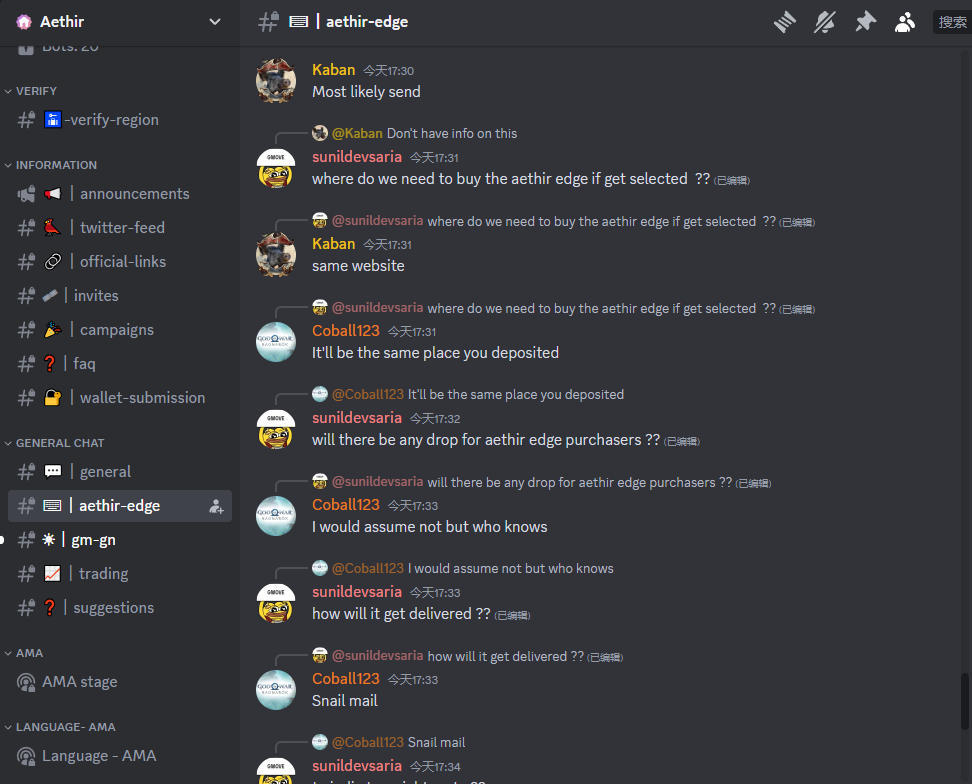 Aethir
Bots: 20
VERIFY
-verify-region
INFORMATION
| announcements
| twitter-feed
| official-links
| invites
| campaigns
❓ | faq
| wallet-submission
GENERAL CHAT
| general
| aethir-edge
| gm-gn
| trading
❓ | suggestions
AMA
AMA stage
LANGUAGE- AMA
Language - AMA
| aethir-edge
搜索
Kaban 今天17:30
Most likely send
@Kaban Don't have info on this
sunildevsaria 今天17:31
where do we need to buy the aethir edge if get selected ?? (已编辑)
@sunildevsaria where do we need to buy the aethir edge if get selected ?? (已编辑)
Kaban 今天17:31
same website
@sunildevsaria where do we need to buy the aethir edge if get selected ?? (已编辑)
Coball123 今天17:31
It'll be the same place you deposited
@Coball123 It'll be the same place you deposited
sunildevsaria 今天17:32
will there be any drop for aethir edge purchasers ?? (已编辑)
@sunildevsaria will there be any drop for aethir edge purchasers ?? (已编辑)
Coball123 今天17:33
I would assume not but who knows
@Coball123 I would assume not but who knows
sunildevsaria 今天17:33
how will it get delivered ?? (已编辑)
@sunildevsaria how will it get delivered ?? (已编辑)
Coball123 今天17:33
Snail mail
@Coball123 Snail mail
sunildevsaria 今天17:34